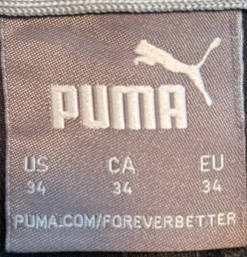 PUMA
US CA EU
34 34 34
PUMA.COM/FOREVERBETTER